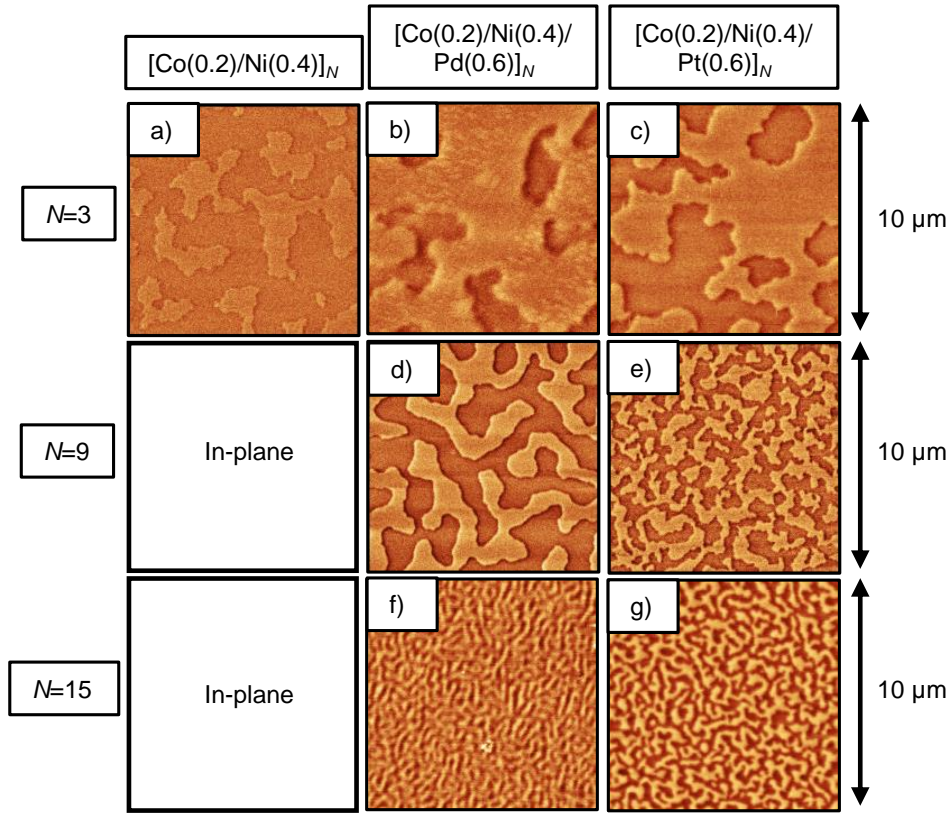 [Co(0.2)/Ni(0.4)]N
[Co(0.2)/Ni(0.4)/
Pd(0.6)]N
[Co(0.2)/Ni(0.4)/
Pt(0.6)]N
N=3
a)
b)
c)
10 µm
N=9
In-plane
d)
e)
10 µm
N=15
In-plane
f)
g)
10 µm